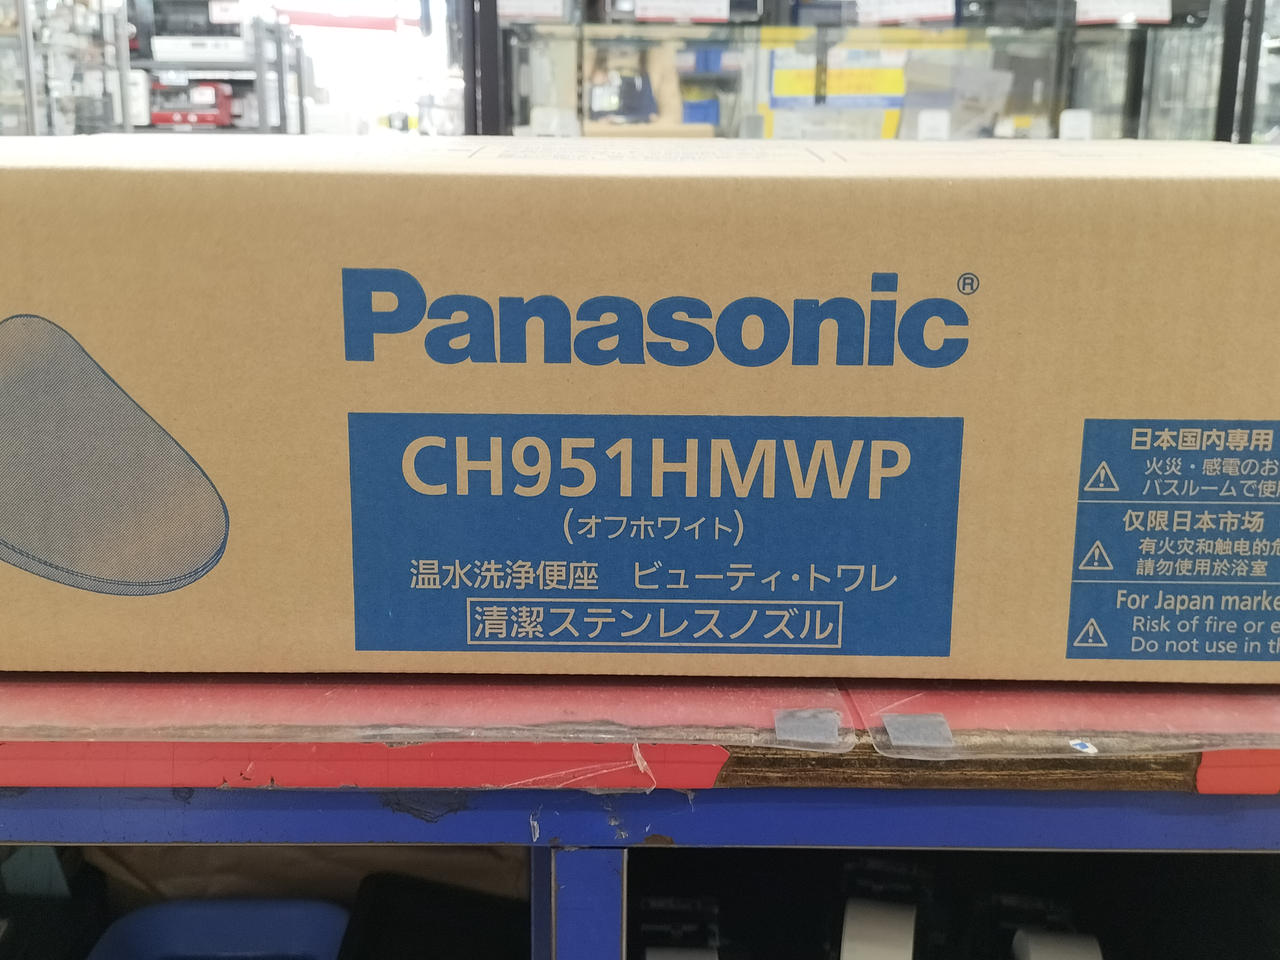 Panasonic®
CH951HMWP
(オフホワイト)
温水洗浄便座 ビューティ・トワレ
清潔ステンレスノズル
日本国内専用
火災・感電のお
バスルームで使
仅限日本市场
有火灾和触电的危
請勿使用於浴室
For Japan marke
Risk of fire or e
Do not use in th